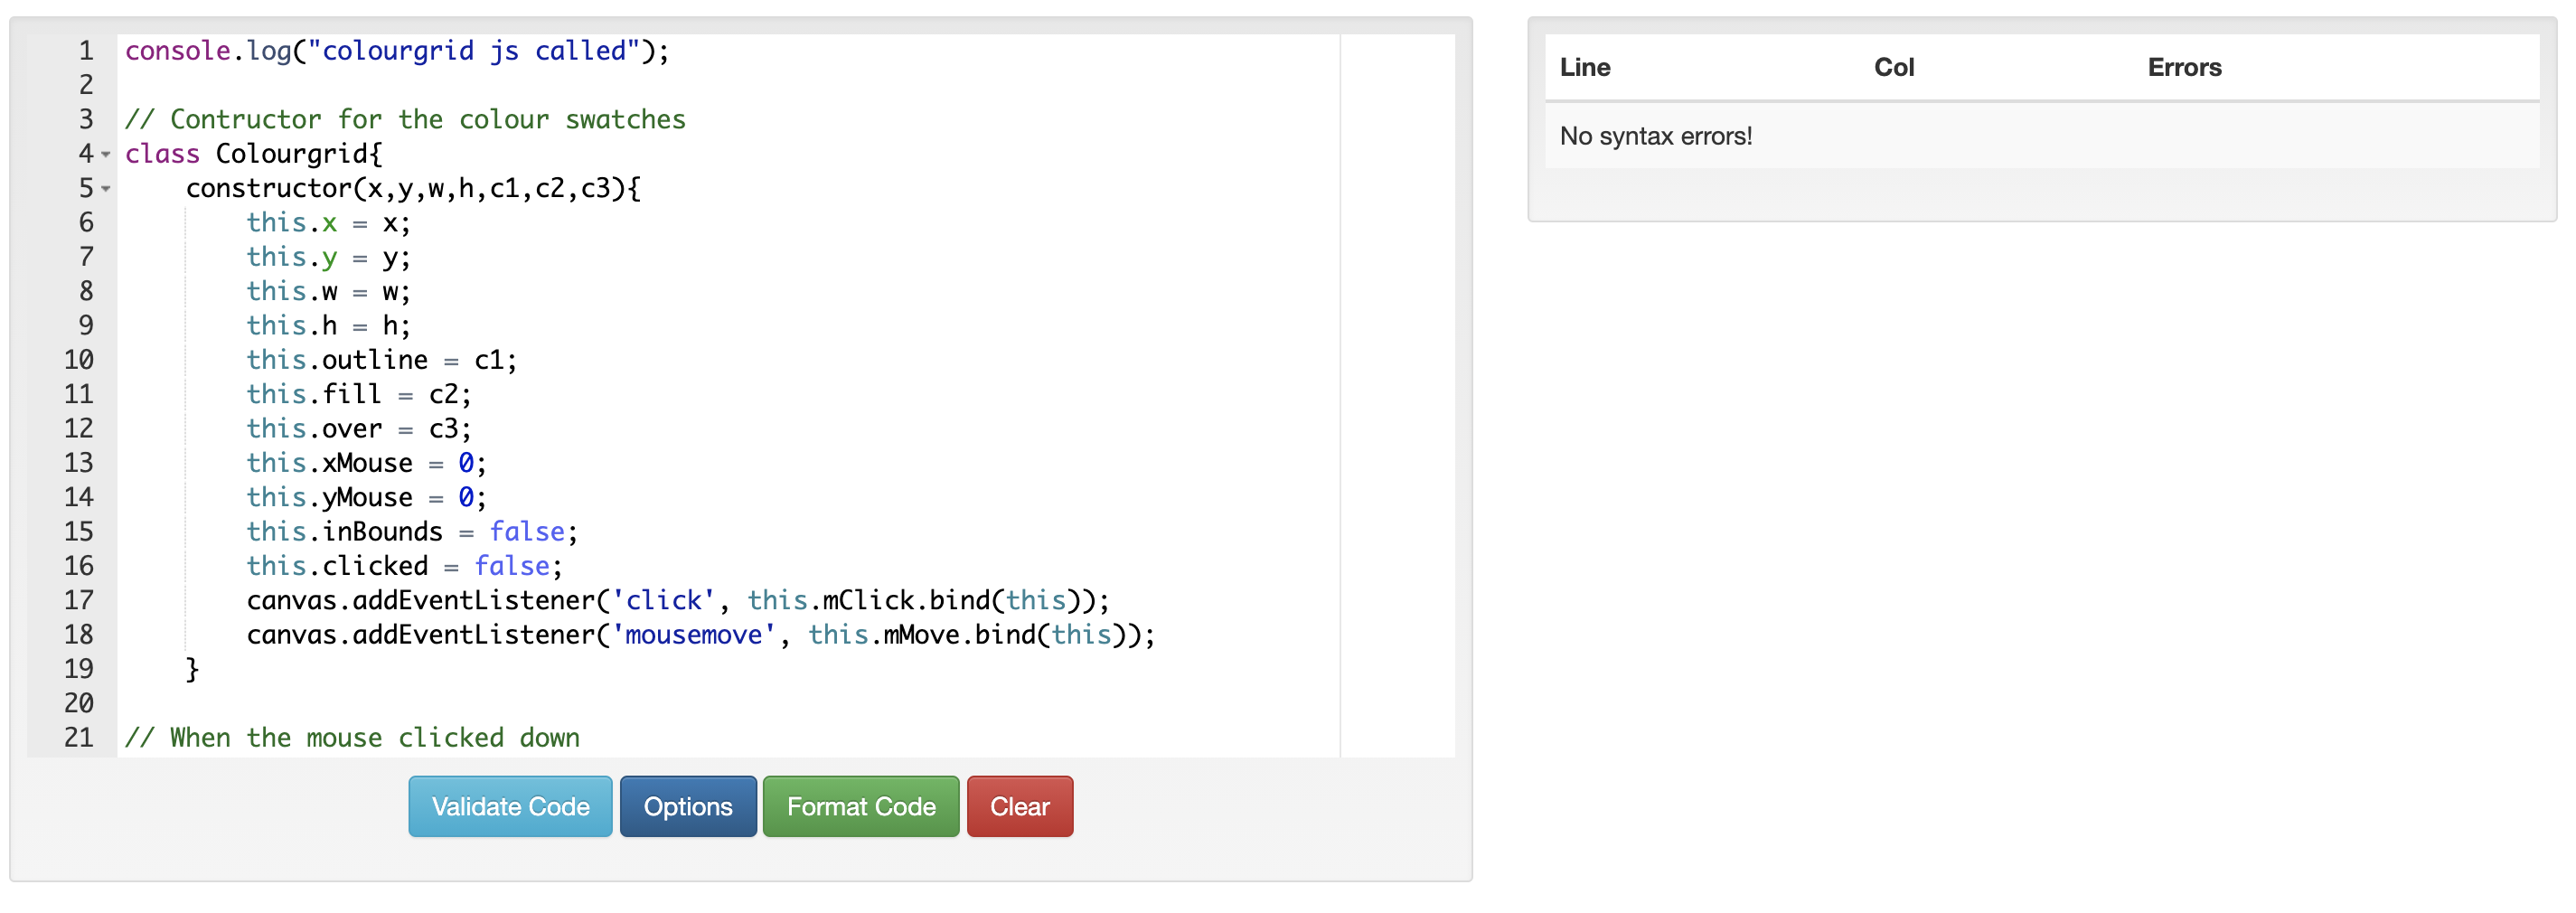 1 console.log("colourgrid js called");
2
3 // Contructor for the colour swatches
4 class Colourgrid{
5 constructor(x,y,w,h,c1,c2,c3){
6 this.x = x;
7 this.y = y;
8 this.w = w;
9 this.h = h;
10 this.outline = c1;
11 this.fill = c2;
12 this.over = c3;
13 this.xMouse = 0;
14 this.yMouse = 0;
15 this.inBounds = false;
16 this.clicked = false;
17 canvas.addEventListener('click', this.mClick.bind(this));
18 canvas.addEventListener('mousemove', this.mMove.bind(this));
19 }
20
21 // When the mouse clicked down
Validate Code Options Format Code Clear
Line Col Errors
No syntax errors!